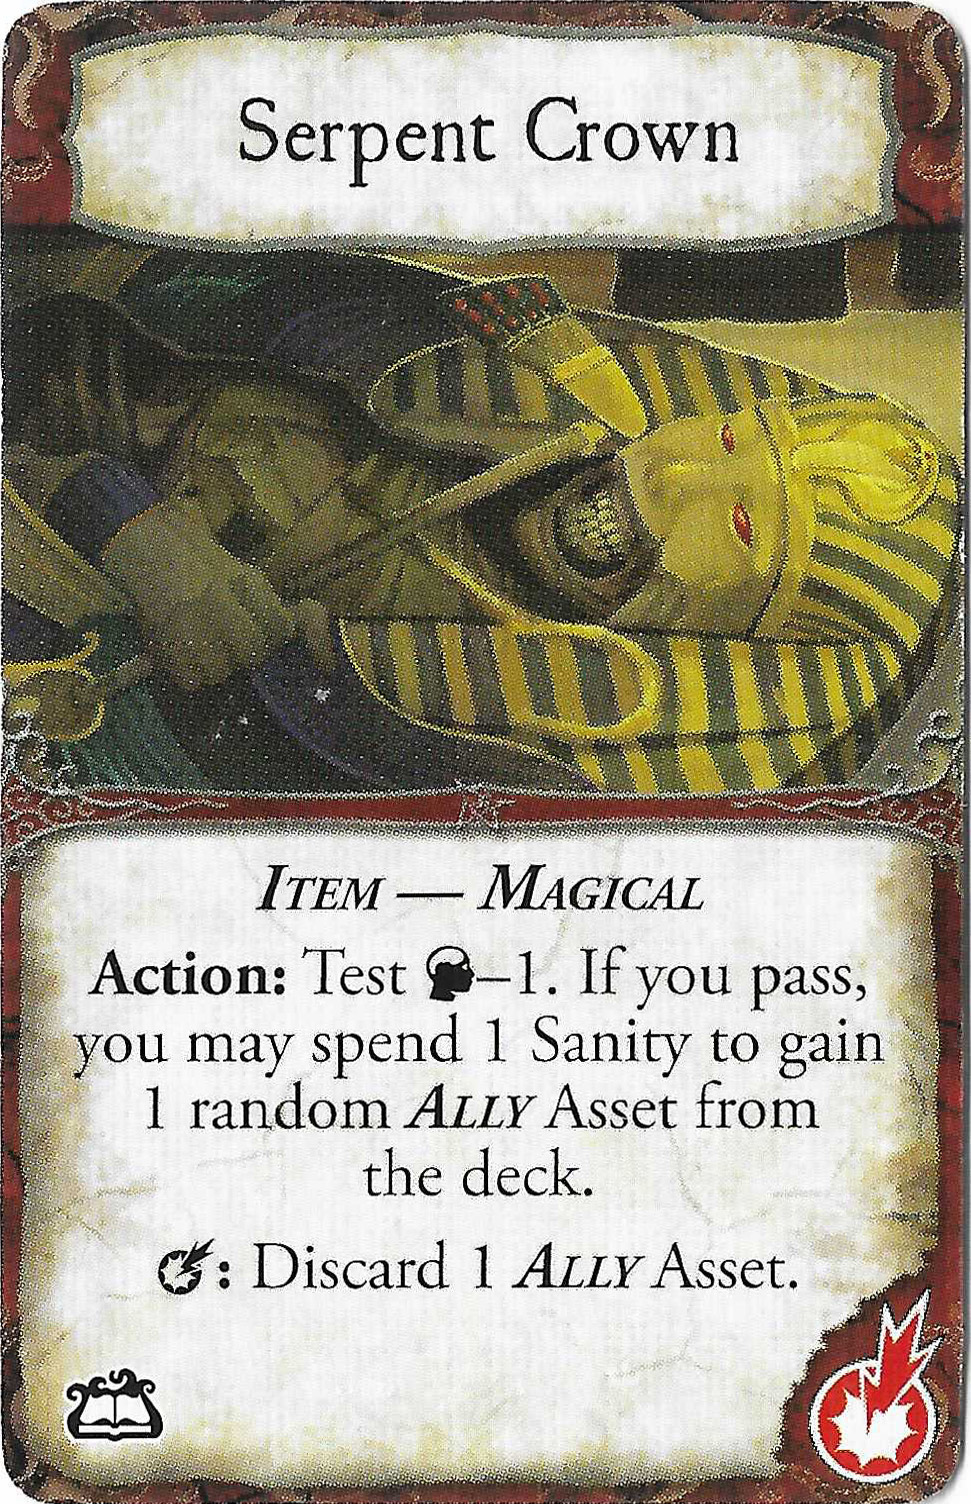 Serpent Crown
ITEM — MAGICAL
Action: Test –1. If you pass,
you may spend 1 Sanity to gain
1 random ALLY Asset from
the deck.
: Discard 1 ALLY Asset.